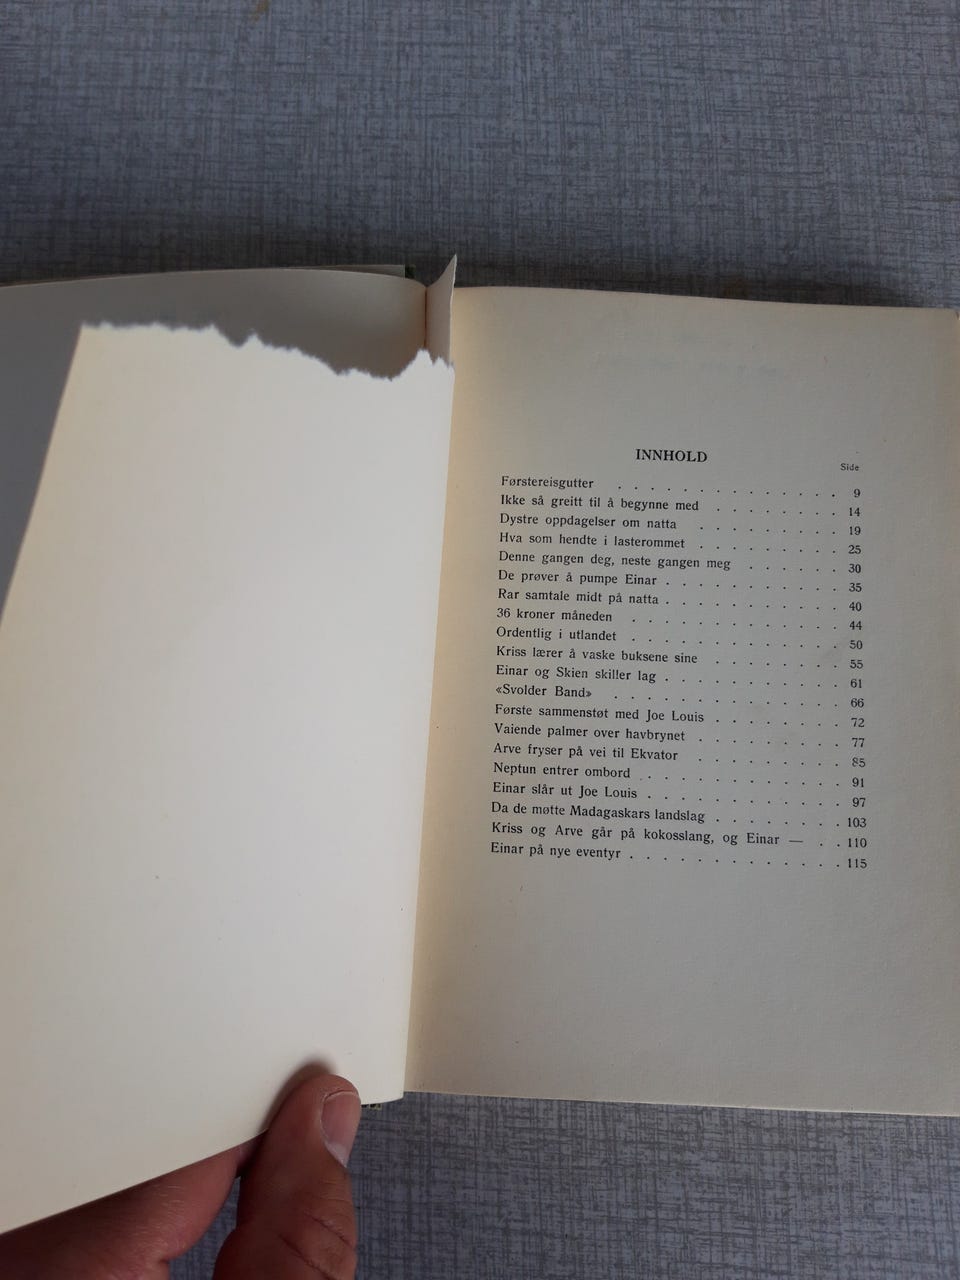 INNHOLD
Side
Førstereisgutter . . . . . . . . . . . . . 9
Ikke så greitt til å begynne med . . . . . . . . 14
Dystre oppdagelser om natta . . . . . . . . 19
Hva som hendte i lasterommet . . . . . . . . 25
Denne gangen deg, neste gangen meg . . . . . . 30
De prøver å pumpe Einar . . . . . . . . . . 35
Rar samtale midt på natta . . . . . . . . . . 40
36 kroner måneden . . . . . . . . . . . . 44
Ordentlig i utlandet . . . . . . . . . . . . 50
Kriss lærer å vaske buksene sine . . . . . . . . 55
Einar og Skien skiller lag . . . . . . . . . . 61
«Svolder Band» . . . . . . . . . . . . . 66
Første sammenstøt med Joe Louis . . . . . . . . 72
Vaiende palmer over havbrynet . . . . . . . . 77
Arve fryser på vei til Ekvator . . . . . . . . 85
Neptun entrer ombord . . . . . . . . . . . 91
Einar slår ut Joe Louis . . . . . . . . . . . 97
Da de møtte Madagaskars landslag . . . . . . . 103
Kriss og Arve går på kokosslang, og Einar — . . 110
Einar på nye eventyr . . . . . . . . . . . . 115